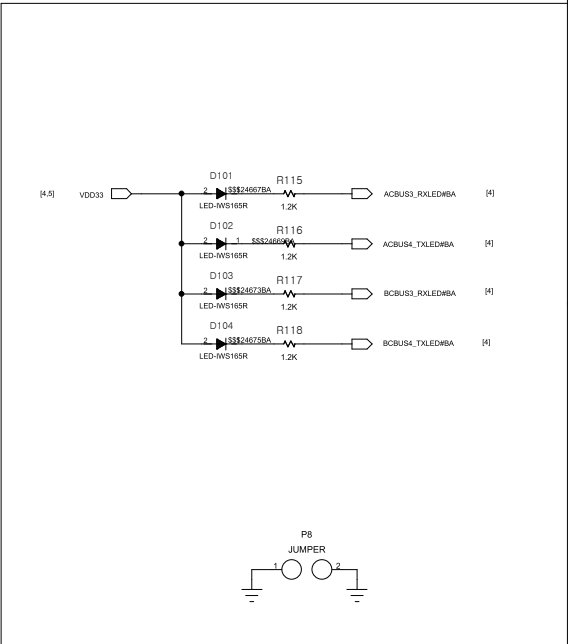 D101
R115
[4,5] VDD33 2 $$$24667BA ACBUS3_RXLED#BA [4]
LED-IWS165R 1.2K
D102
R116
2 1 $$$24669BA ACBUS4_TXLED#BA [4]
LED-IWS165R 1.2K
D103
R117
2 $$$24673BA BCBUS3_RXLED#BA [4]
LED-IWS165R 1.2K
D104
R118
2 $$$24675BA BCBUS4_TXLED#BA [4]
LED-IWS165R 1.2K
P8
JUMPER
1 2